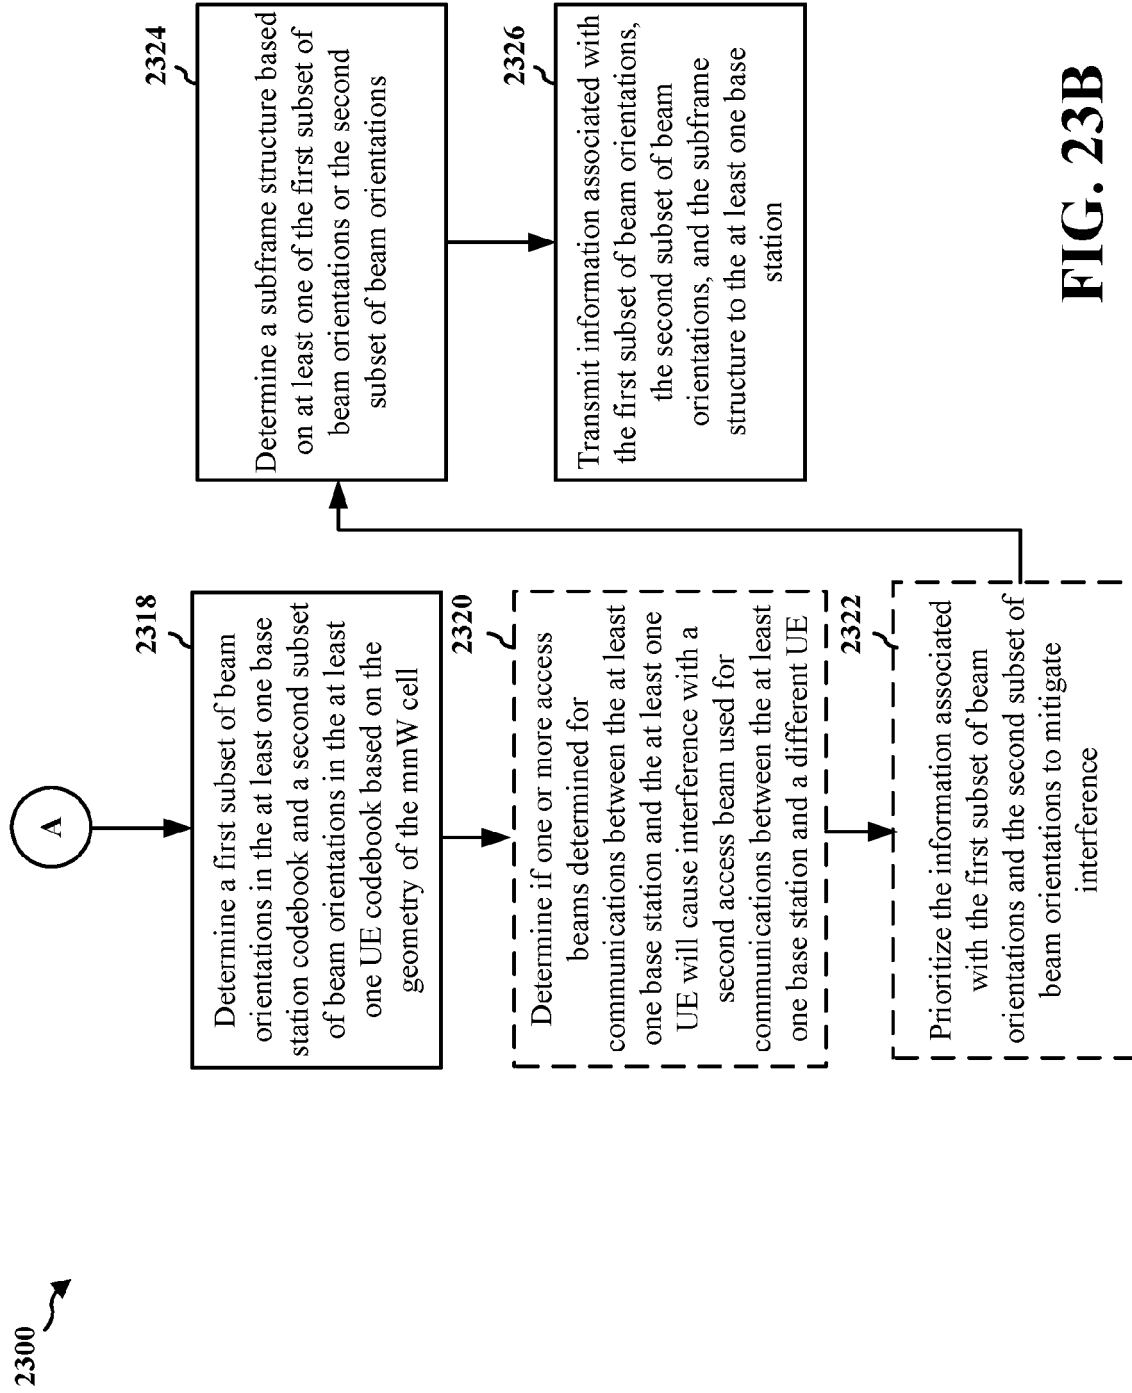 2300
A
2318
Determine a first subset of beam
orientations in the at least one base
station codebook and a second subset
of beam orientations in the at least
one UE codebook based on the
geometry of the mmW cell
2320
Determine if one or more access
beams determined for
communications between the at least
one base station and the at least one
UE will cause interference with a
second access beam used for
communications between the at least
one base station and a different UE
2322
Prioritize the information associated
with the first subset of beam
orientations and the second subset of
beam orientations to mitigate
interference
2324
Determine a subframe structure based
on at least one of the first subset of
beam orientations or the second
subset of beam orientations
2326
Transmit information associated with
the first subset of beam orientations,
the second subset of beam
orientations, and the subframe
structure to the at least one base
station
FIG. 23B